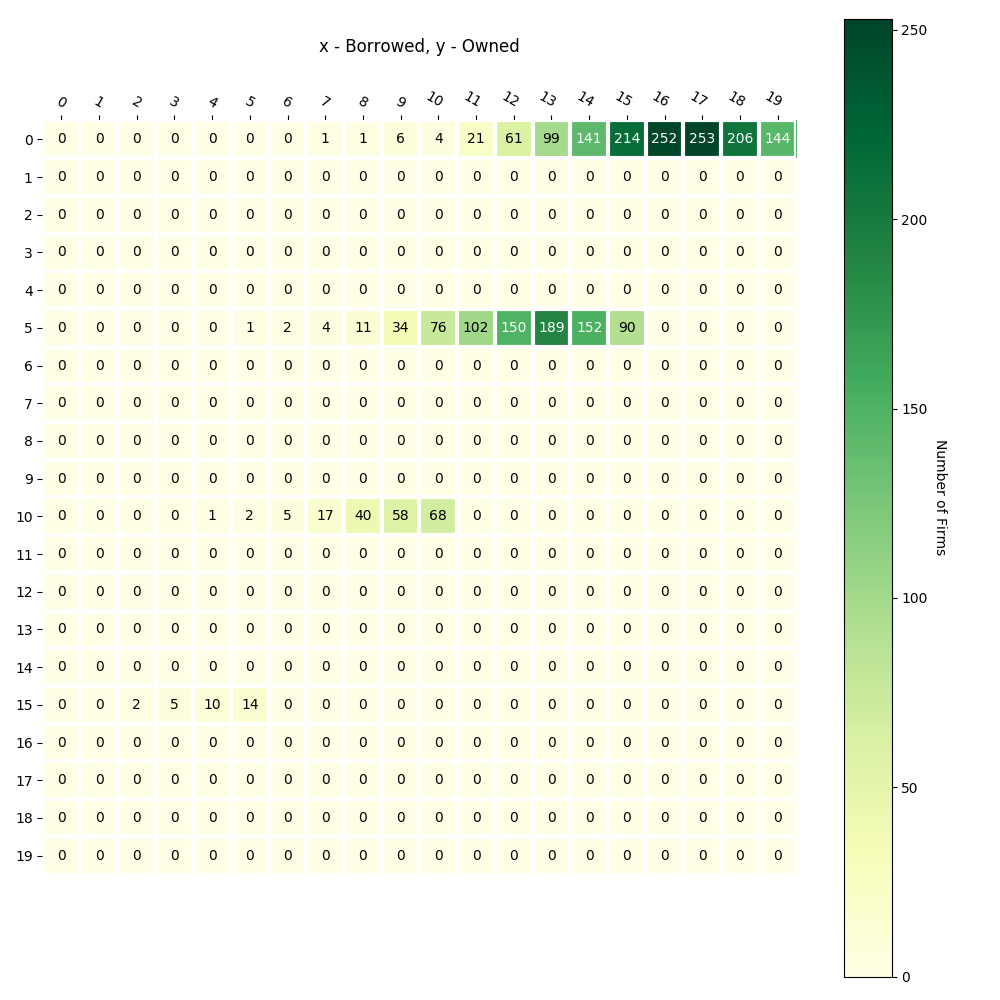 x - Borrowed, y - Owned
0 1 2 3 4 5 6 7 8 9 10 11 12 13 14 15 16 17 18 19
0 0 0 0 0 0 0 0 1 1 6 4 21 61 99 141 214 252 253 206 144
1 0 0 0 0 0 0 0 0 0 0 0 0 0 0 0 0 0 0 0 0
2 0 0 0 0 0 0 0 0 0 0 0 0 0 0 0 0 0 0 0 0
3 0 0 0 0 0 0 0 0 0 0 0 0 0 0 0 0 0 0 0 0
4 0 0 0 0 0 0 0 0 0 0 0 0 0 0 0 0 0 0 0 0
5 0 0 0 0 0 1 2 4 11 34 76 102 150 189 152 90 0 0 0 0
6 0 0 0 0 0 0 0 0 0 0 0 0 0 0 0 0 0 0 0 0
7 0 0 0 0 0 0 0 0 0 0 0 0 0 0 0 0 0 0 0 0
8 0 0 0 0 0 0 0 0 0 0 0 0 0 0 0 0 0 0 0 0
9 0 0 0 0 0 0 0 0 0 0 0 0 0 0 0 0 0 0 0 0
10 0 0 0 0 1 2 5 17 40 58 68 0 0 0 0 0 0 0 0 0
11 0 0 0 0 0 0 0 0 0 0 0 0 0 0 0 0 0 0 0 0
12 0 0 0 0 0 0 0 0 0 0 0 0 0 0 0 0 0 0 0 0
13 0 0 0 0 0 0 0 0 0 0 0 0 0 0 0 0 0 0 0 0
14 0 0 0 0 0 0 0 0 0 0 0 0 0 0 0 0 0 0 0 0
15 0 0 2 5 10 14 0 0 0 0 0 0 0 0 0 0 0 0 0 0
16 0 0 0 0 0 0 0 0 0 0 0 0 0 0 0 0 0 0 0 0
17 0 0 0 0 0 0 0 0 0 0 0 0 0 0 0 0 0 0 0 0
18 0 0 0 0 0 0 0 0 0 0 0 0 0 0 0 0 0 0 0 0
19 0 0 0 0 0 0 0 0 0 0 0 0 0 0 0 0 0 0 0 0
250
200
150
100
50
0
Number of Firms